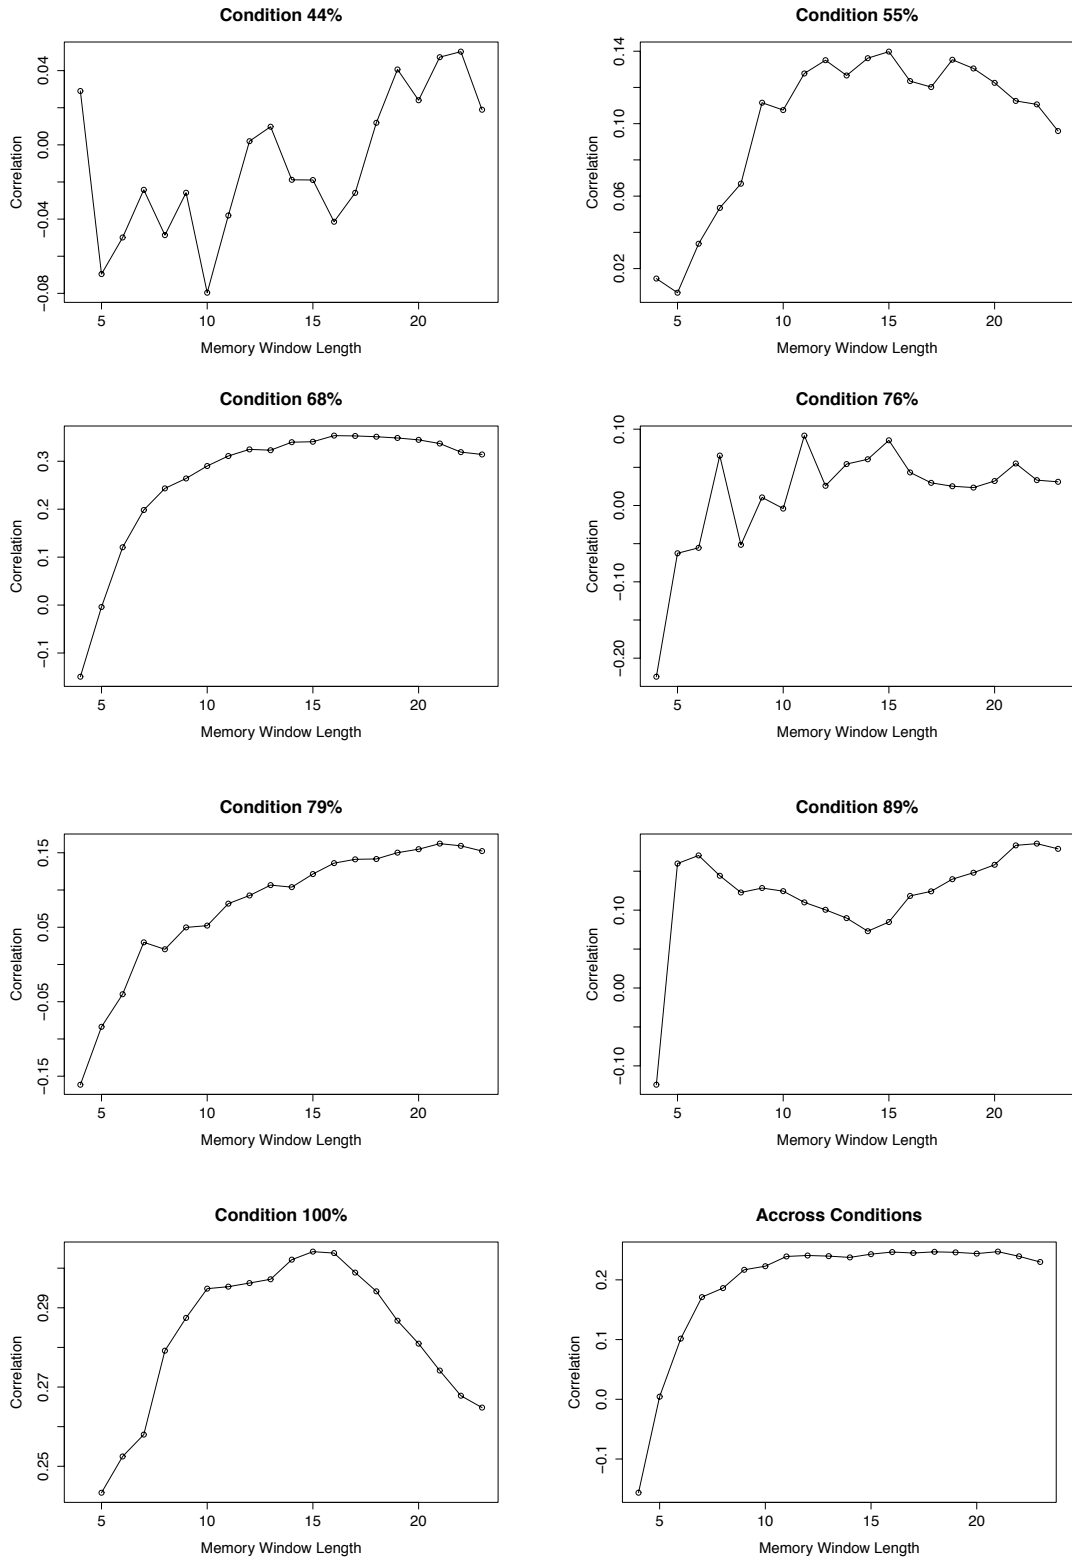 Condition 44%
Correlation
0.04
0.00
−0.04
−0.08
5 10 15 20
Memory Window Length
Condition 55%
Correlation
0.14
0.10
0.06
0.02
5 10 15 20
Memory Window Length
Condition 68%
Correlation
0.3
0.2
0.1
0.0
−0.1
5 10 15 20
Memory Window Length
Condition 76%
Correlation
0.10
0.00
−0.10
−0.20
5 10 15 20
Memory Window Length
Condition 79%
Correlation
0.15
0.05
−0.05
−0.15
5 10 15 20
Memory Window Length
Condition 89%
Correlation
0.10
0.00
−0.10
5 10 15 20
Memory Window Length
Condition 100%
Correlation
0.29
0.27
0.25
5 10 15 20
Memory Window Length
Accross Conditions
Correlation
0.2
0.1
0.0
−0.1
5 10 15 20
Memory Window Length